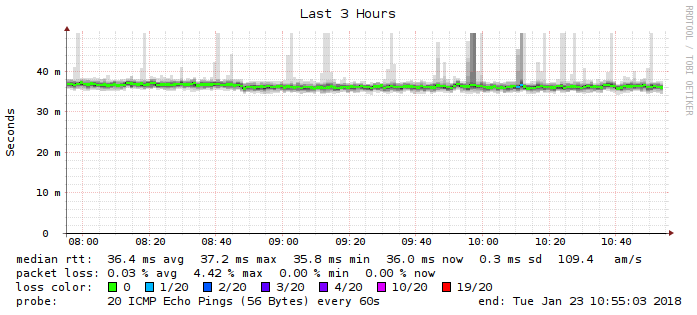 Last 3 Hours
RRDTOOL / TOBI OETIKER
Seconds
40 m
30 m
20 m
10 m
0
08:00 08:20 08:40 09:00 09:20 09:40 10:00 10:20 10:40
median rtt: 36.4 ms avg 37.2 ms max 35.8 ms min 36.0 ms now 0.3 ms sd 109.4 am/s
packet loss: 0.03 % avg 4.42 % max 0.00 % min 0.00 % now
loss color: 0 1/20 2/20 3/20 4/20 10/20 19/20
probe: 20 ICMP Echo Pings (56 Bytes) every 60s end: Tue Jan 23 10:55:03 2018